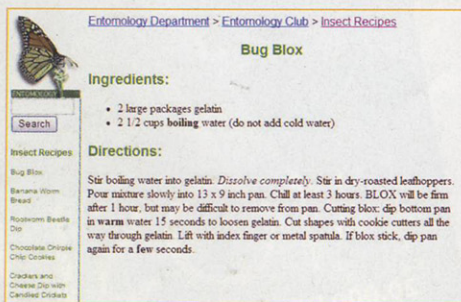 Entomology Department > Entomology Club > Insect Recipes
Bug Blox
ENTOMOLOGY
Search
Insect Recipes
Bug Blox
Banana Worm
Bread
Rootworm Beetle
Dip
Chocolate Chirpie
Chip Cookies
Crackers and
Cheese Dip with
Candied Crickets
Ingredients:
• 2 large packages gelatin
• 2 1/2 cups boiling water (do not add cold water)
Directions:
Stir boiling water into gelatin. Dissolve completely. Stir in dry-roasted leafhoppers.
Pour mixture slowly into 13 x 9 inch pan. Chill at least 3 hours. BLOX will be firm
after 1 hour, but may be difficult to remove from pan. Cutting blox: dip bottom pan
in warm water 15 seconds to loosen gelatin. Cut shapes with cookie cutters all the
way through gelatin. Lift with index finger or metal spatula. If blox stick, dip pan
again for a few seconds.